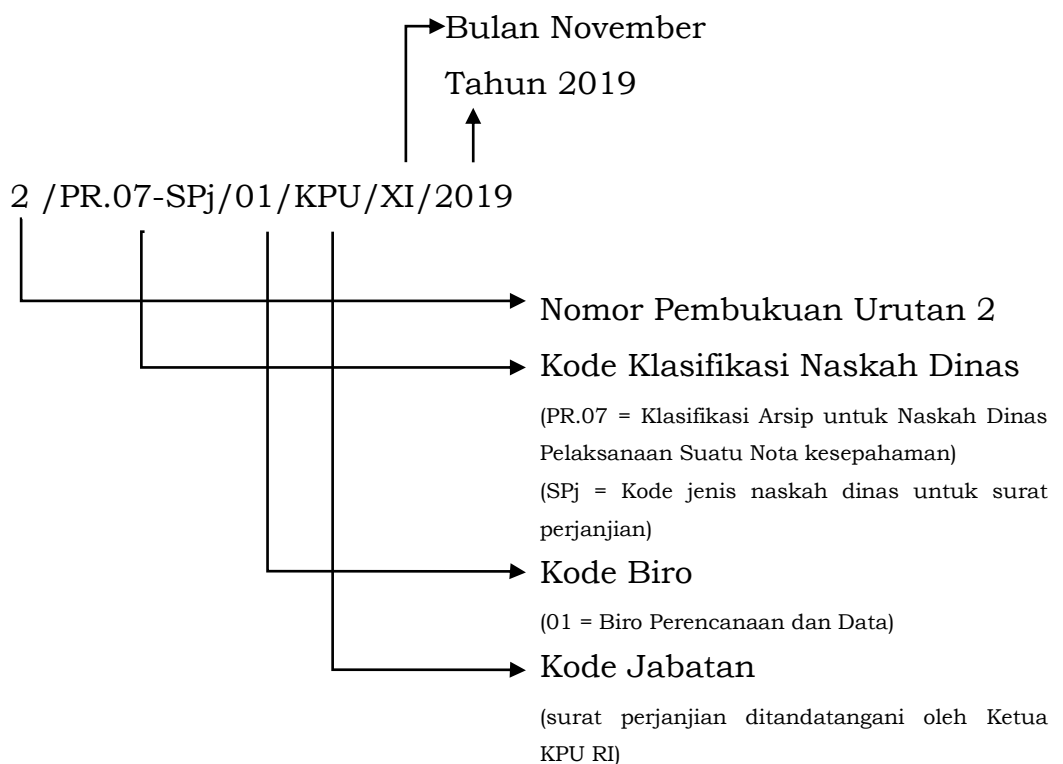 Bulan November
Tahun 2019
2 /PR.07-SPj/01/KPU/XI/2019
Nomor Pembukuan Urutan 2
Kode Klasifikasi Naskah Dinas
(PR.07 = Klasifikasi Arsip untuk Naskah Dinas
Pelaksanaan Suatu Nota kesepahaman)
(SPj = Kode jenis naskah dinas untuk surat
perjanjian)
Kode Biro
(01 = Biro Perencanaan dan Data)
Kode Jabatan
(surat perjanjian ditandatangani oleh Ketua
KPU RI)